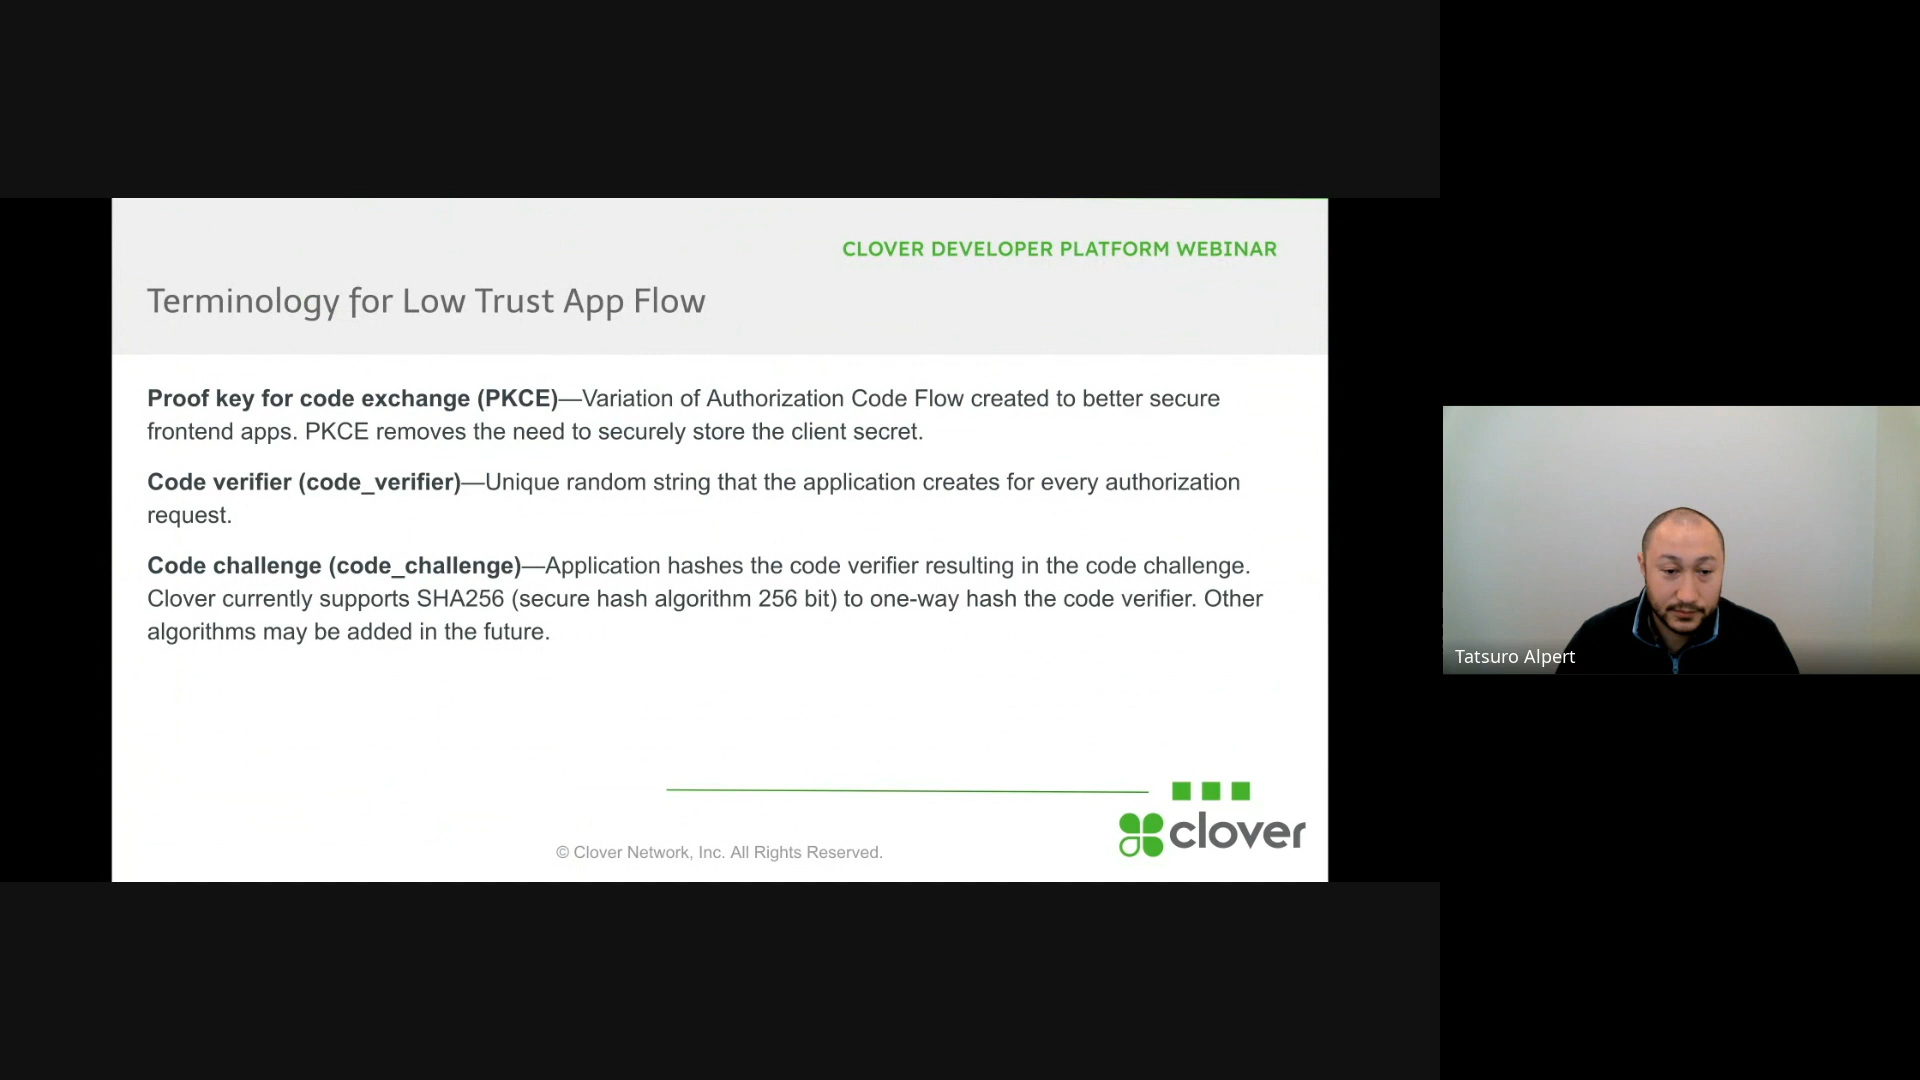 CLOVER DEVELOPER PLATFORM WEBINAR
Terminology for Low Trust App Flow
Proof key for code exchange (PKCE)—Variation of Authorization Code Flow created to better secure
frontend apps. PKCE removes the need to securely store the client secret.
Code verifier (code_verifier)—Unique random string that the application creates for every authorization
request.
Code challenge (code_challenge)—Application hashes the code verifier resulting in the code challenge.
Clover currently supports SHA256 (secure hash algorithm 256 bit) to one-way hash the code verifier. Other
algorithms may be added in the future.
© Clover Network, Inc. All Rights Reserved.
clover
Tatsuro Alpert